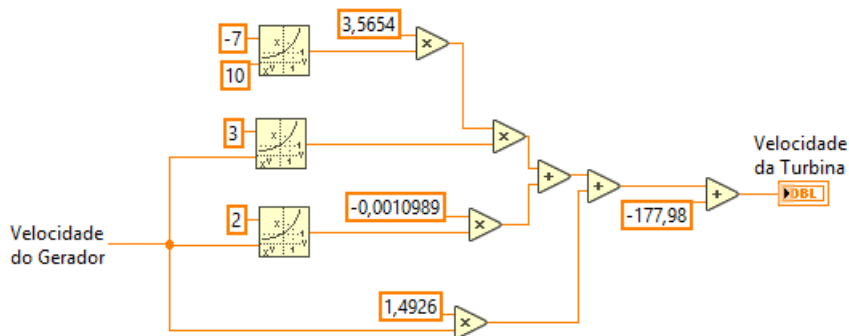 -7
3,5654
10
3
Velocidade
da Turbina
DBL
-0,0010989
2
-177,98
Velocidade
do Gerador
1,4926